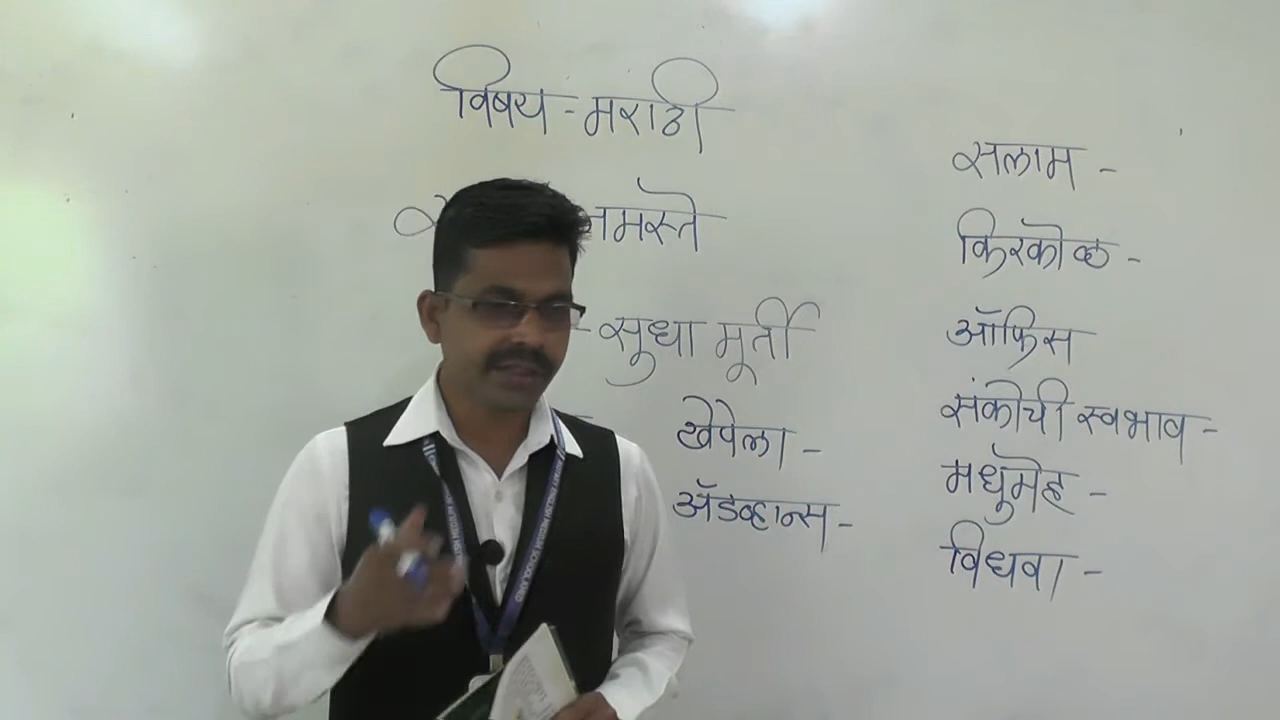 विषय - मराठी
नमस्ते
- सुधा मूर्ती
खेपेला -
ॲडव्हान्स -
सलाम -
किरकोळ -
ऑफिस
संकोची स्वभाव -
मधुमेह -
विधवा -